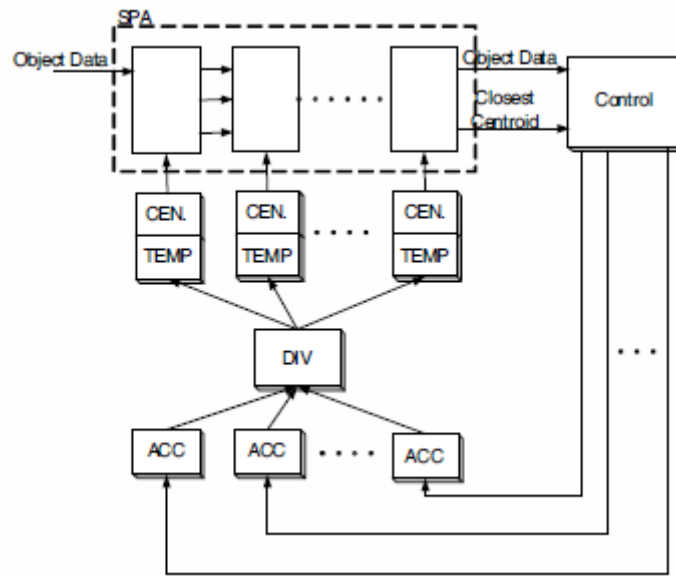 SPA
Object Data
Object Data
Closest
Centroid
Control
CEN.
CEN.
CEN.
TEMP
TEMP
TEMP
DIV
ACC
ACC
ACC